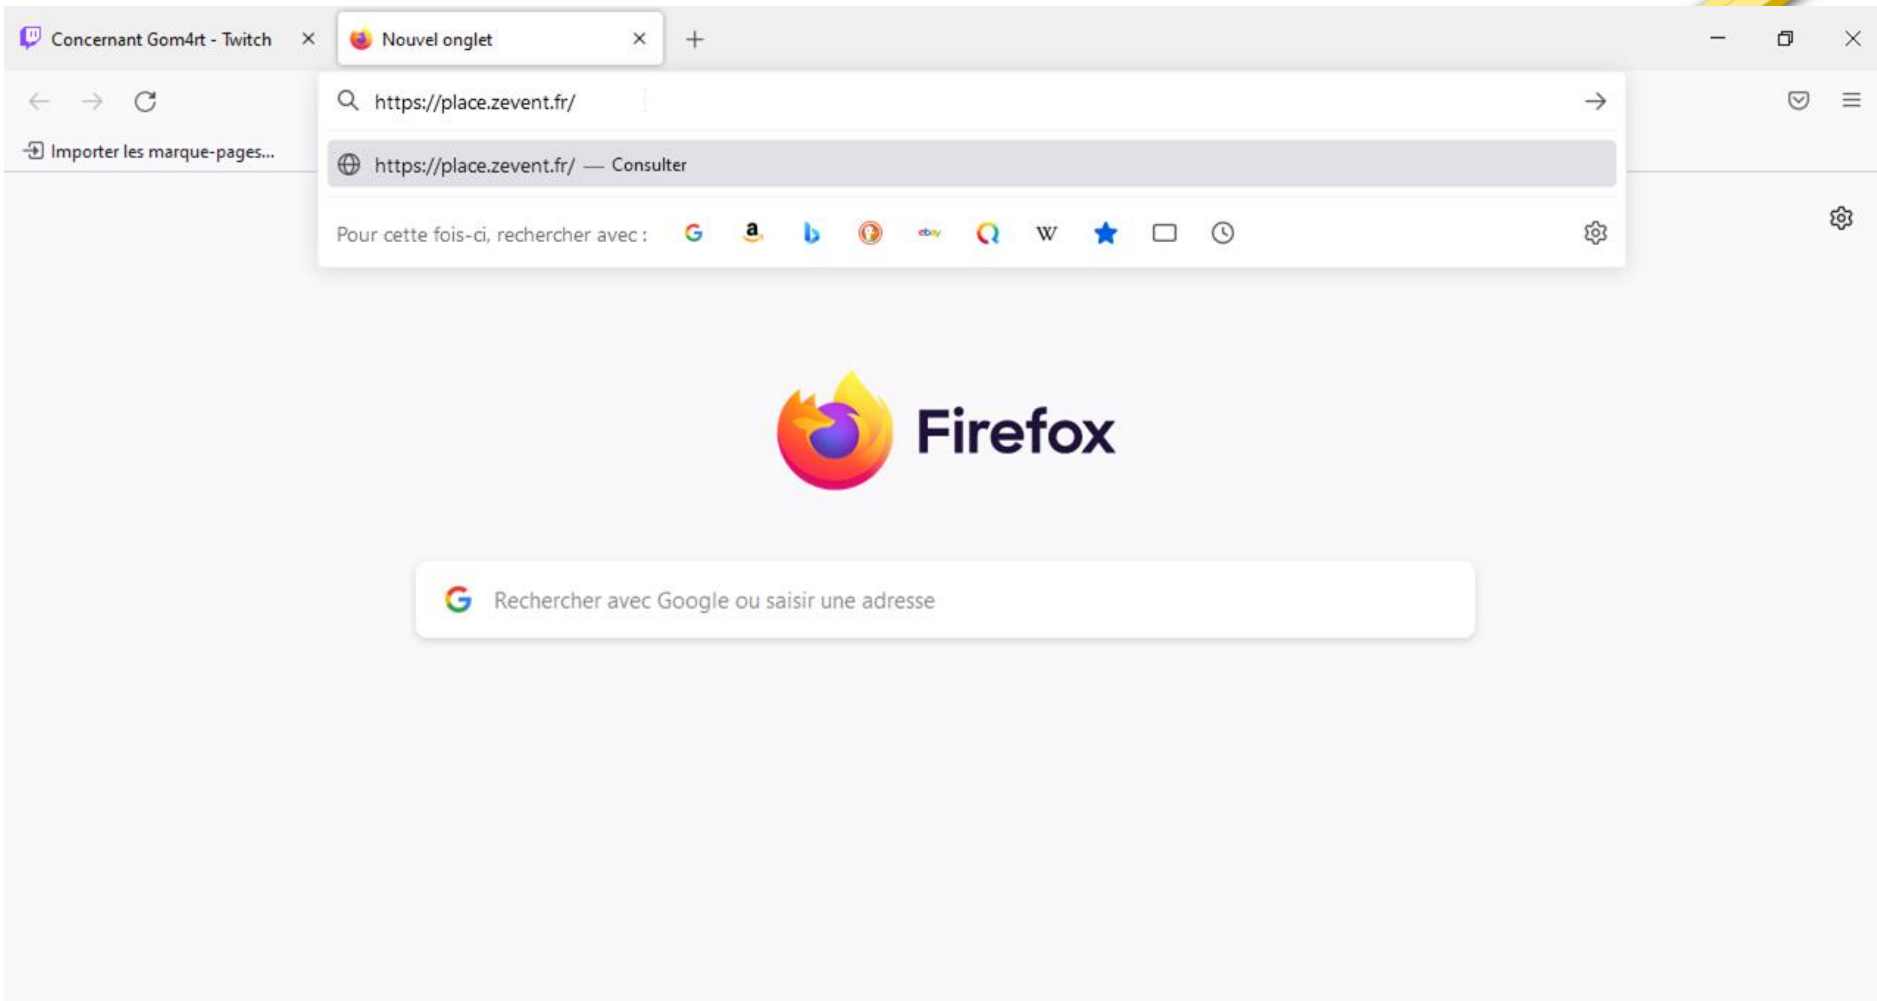 Concernant Gom4rt - Twitch
Nouvel onglet
https://place.zevent.fr/
Importer les marque-pages...
https://place.zevent.fr/ — Consulter
Pour cette fois-ci, rechercher avec : G a b ebay W
Firefox
G Rechercher avec Google ou saisir une adresse